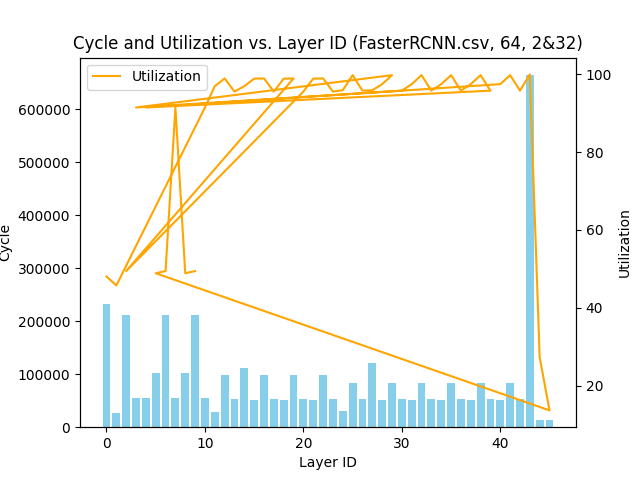 Cycle and Utilization vs. Layer ID (FasterRCNN.csv, 64, 2&32)
Utilization
600000
500000
400000
300000
200000
100000
0
Cycle
100
80
60
40
20
Utilization
0 10 20 30 40
Layer ID